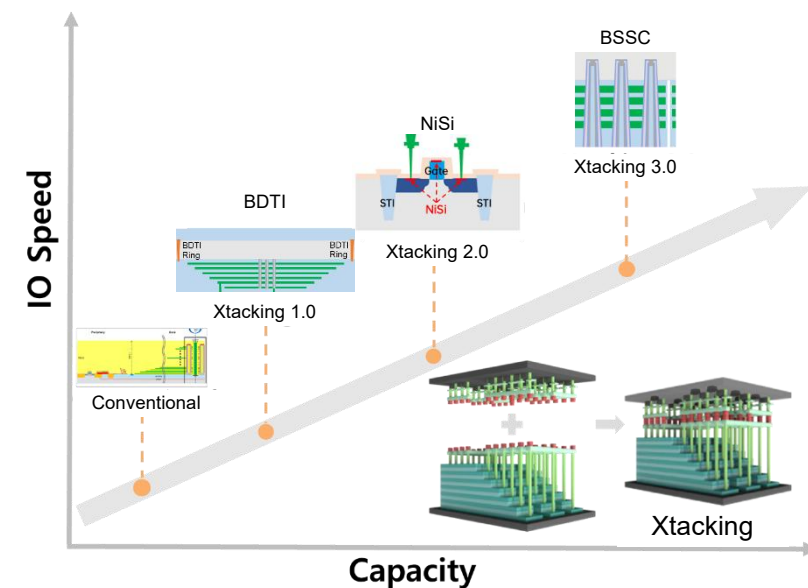 BSSC
Xtacking 3.0
NiSi
Gate
STI
STI
NiSi
Xtacking 2.0
BDTI
BDTI
Ring
BDTI
Ring
Xtacking 1.0
Conventional
IO Speed
Xtacking
Capacity